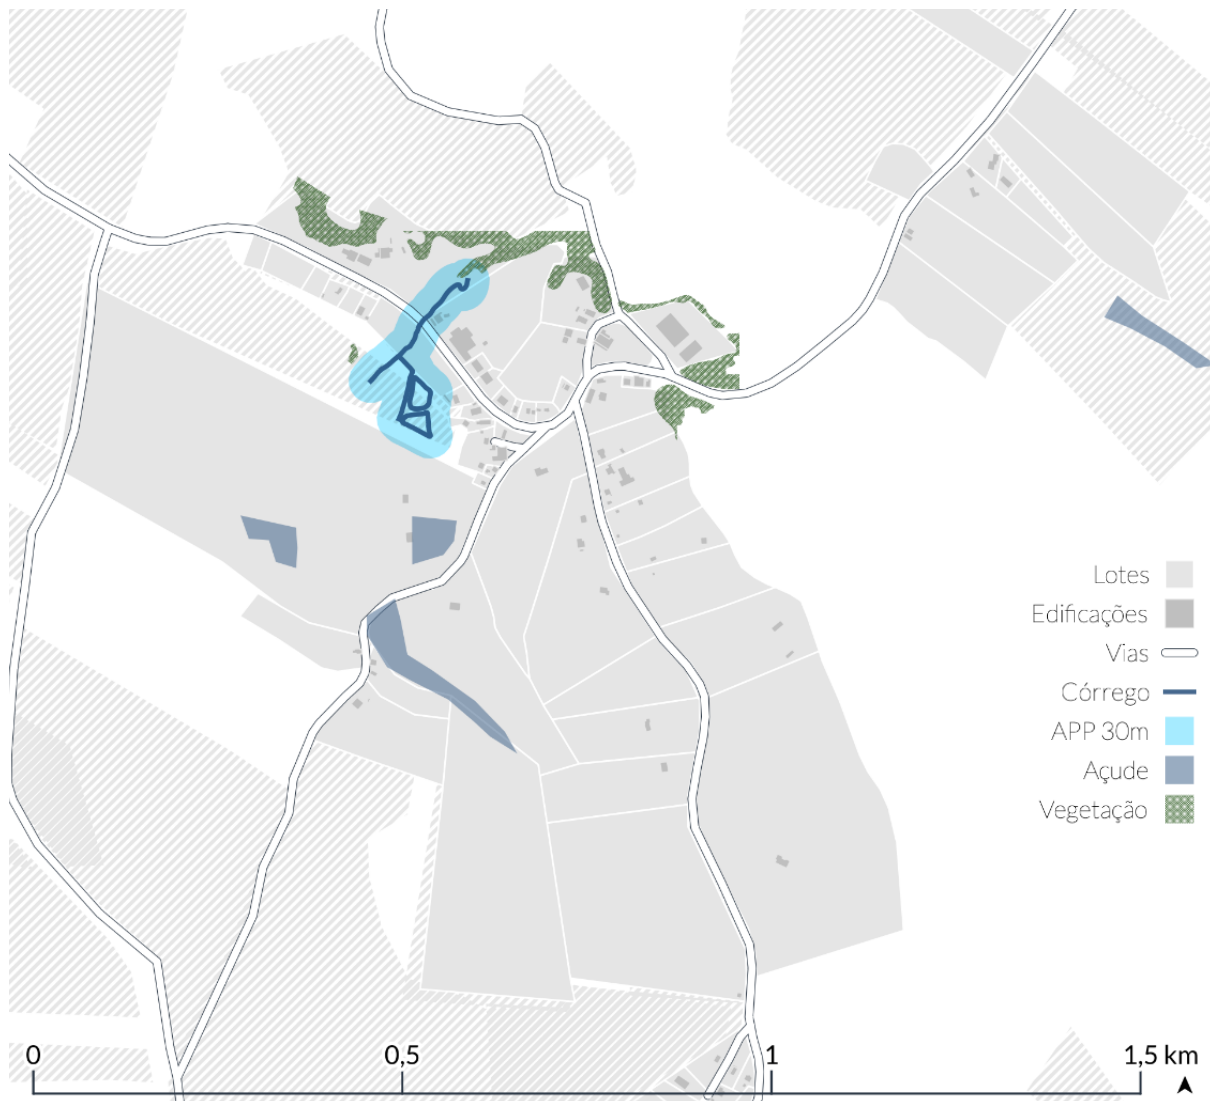 Lotes
Edificações
Vias
Córrego
APP 30m
Açude
Vegetação
0 0,5 1 1,5 km